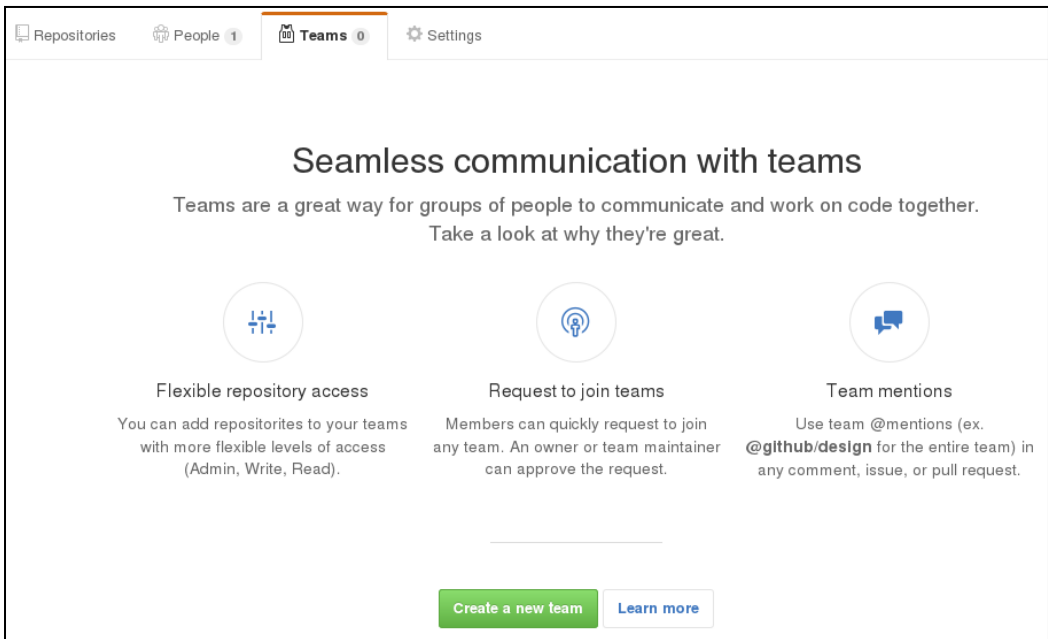 Repositories People 1 Teams 0 Settings
Seamless communication with teams
Teams are a great way for groups of people to communicate and work on code together.
Take a look at why they're great.
Flexible repository access
You can add repositorites to your teams
with more flexible levels of access
(Admin, Write, Read).
Request to join teams
Members can quickly request to join
any team. An owner or team maintainer
can approve the request.
Team mentions
Use team @mentions (ex.
@github/design for the entire team) in
any comment, issue, or pull request.
Create a new team Learn more